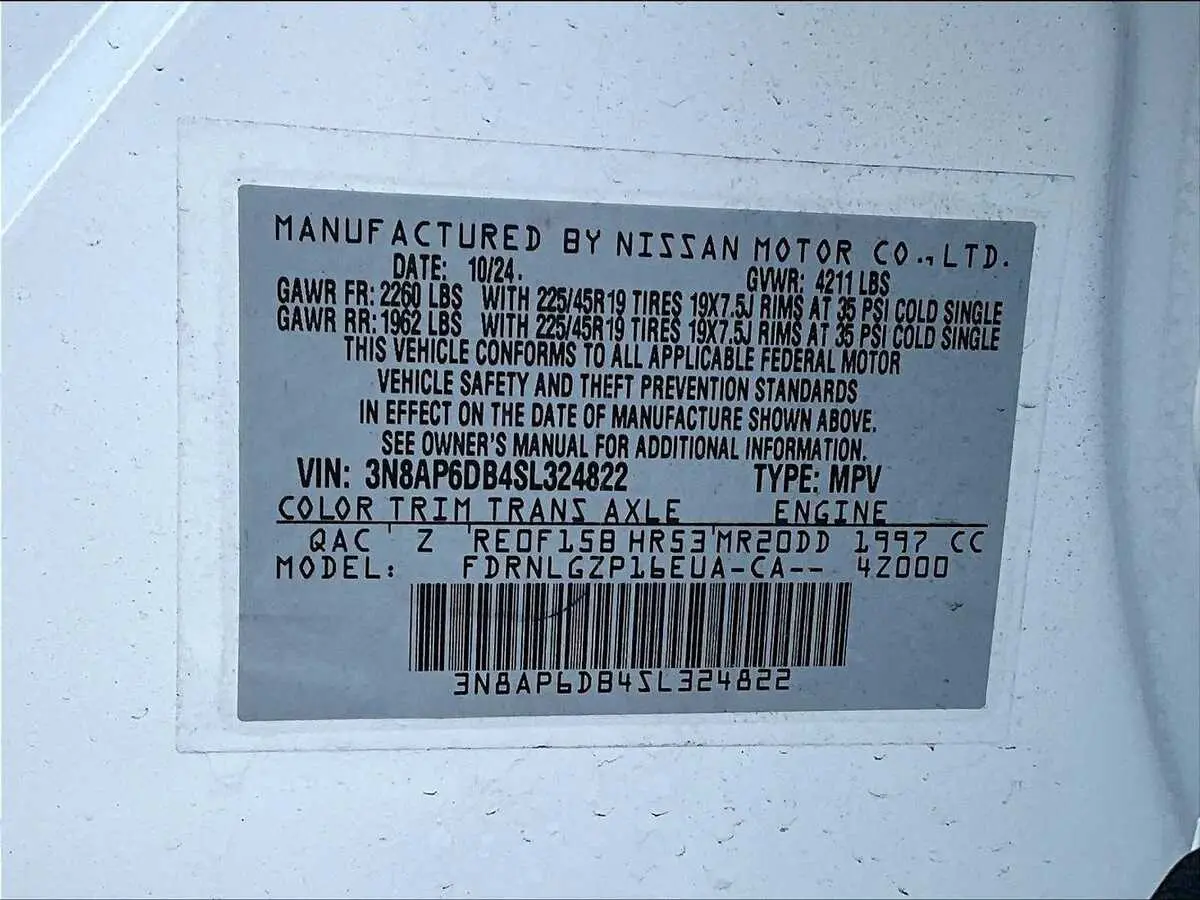 MANUFACTURED BY NISSAN MOTOR CO., LTD.
DATE: 10/24. GVWR: 4211 LBS
GAWR FR: 2260 LBS WITH 225/45R19 TIRES 19X7.5J RIMS AT 35 PSI COLD SINGLE
GAWR RR: 1962 LBS WITH 225/45R19 TIRES 19X7.5J RIMS AT 35 PSI COLD SINGLE
THIS VEHICLE CONFORMS TO ALL APPLICABLE FEDERAL MOTOR
VEHICLE SAFETY AND THEFT PREVENTION STANDARDS
IN EFFECT ON THE DATE OF MANUFACTURE SHOWN ABOVE.
SEE OWNER'S MANUAL FOR ADDITIONAL INFORMATION.
VIN: 3N8AP6DB4SL324822 TYPE: MPV
COLOR TRIM TRANS AXLE ENGINE
QAC Z RE0F15B HR53 MR20DD 1997 CC
MODEL: FDRNLGZP16EUA-CA-- 42000
3N8AP6DB4SL324822